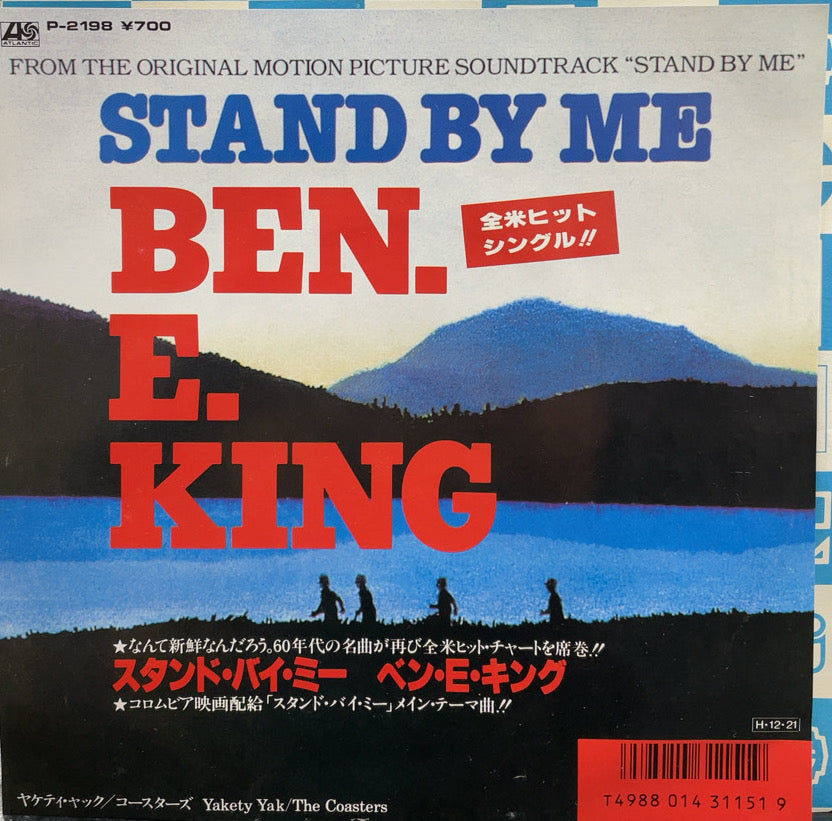 ATLANTIC
P-2198 ¥700
FROM THE ORIGINAL MOTION PICTURE SOUNDTRACK “STAND BY ME”
STAND BY ME
BEN.
E.
KING
全米ヒット
シングル!!
★なんて新鮮なんだろう。60年代の名曲が再び全米ヒット・チャートを席巻!!
スタンド・バイ・ミー ベン・E・キング
★コロムビア映画配給「スタンド・バイ・ミー」メイン・テーマ曲!!
H・12・21
T4988 014 31151 9
ヤケティ・ヤック/コースターズ Yakety Yak/The Coasters